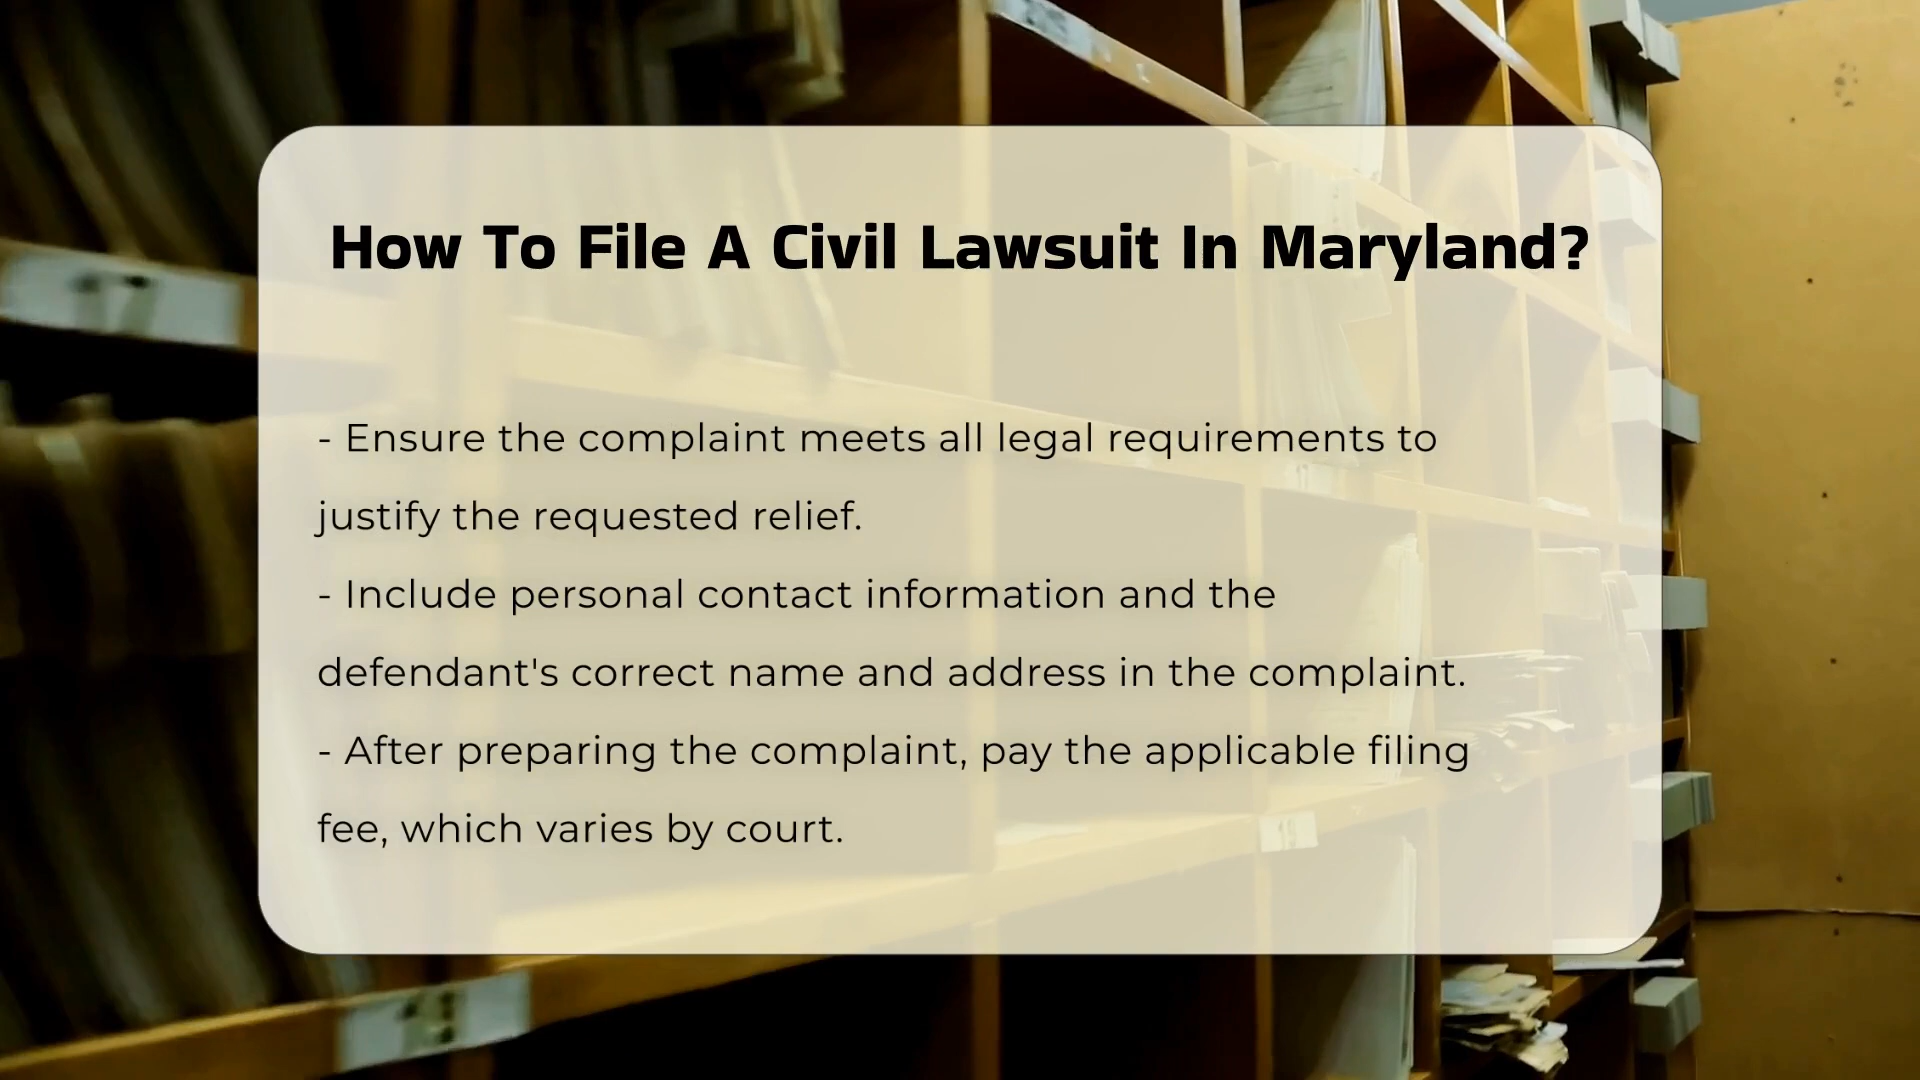 How To File A Civil Lawsuit In Maryland?
- Ensure the complaint meets all legal requirements to
justify the requested relief.
- Include personal contact information and the
defendant's correct name and address in the complaint.
- After preparing the complaint, pay the applicable filing
fee, which varies by court.